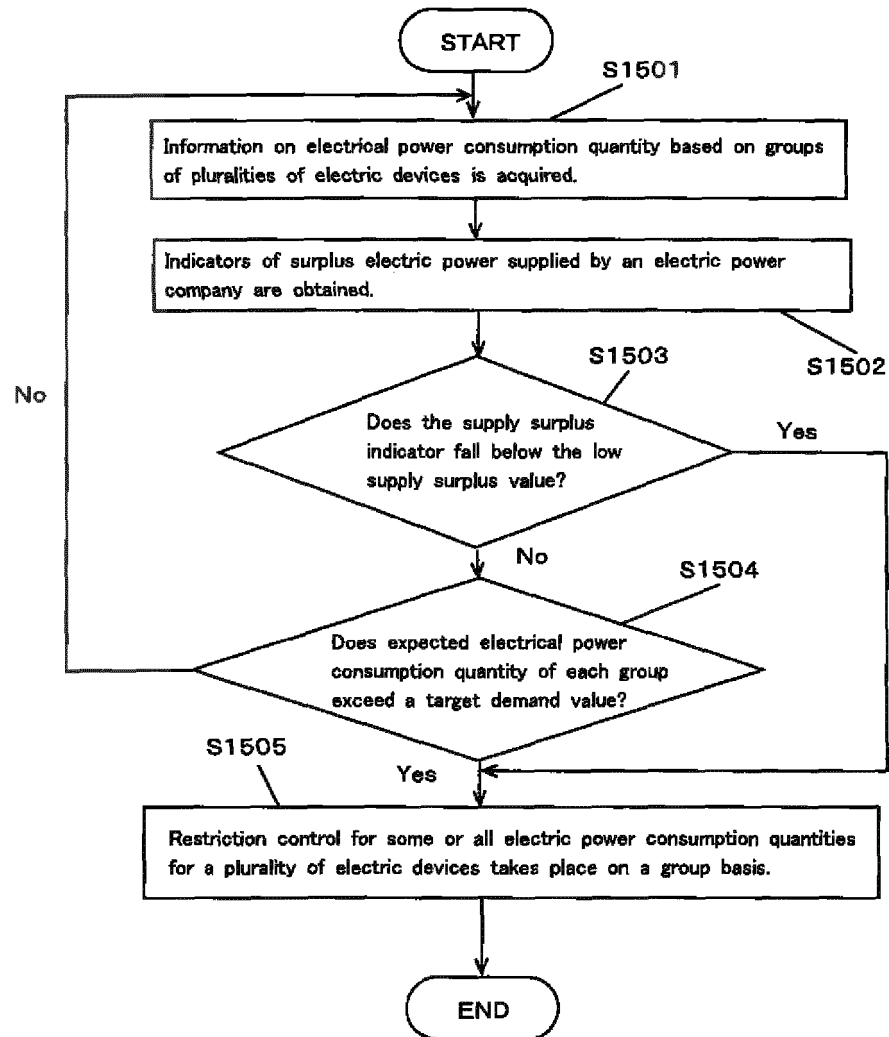 START
S1501
Information on electrical power consumption quantity based on groups
of pluralities of electric devices is acquired.
Indicators of surplus electric power supplied by an electric power
company are obtained.
S1502
S1503
Does the supply surplus
indicator fall below the low
supply surplus value?
Yes
No
No
S1504
Does expected electrical power
consumption quantity of each group
exceed a target demand value?
S1505
Yes
Restriction control for some or all electric power consumption quantities
for a plurality of electric devices takes place on a group basis.
END